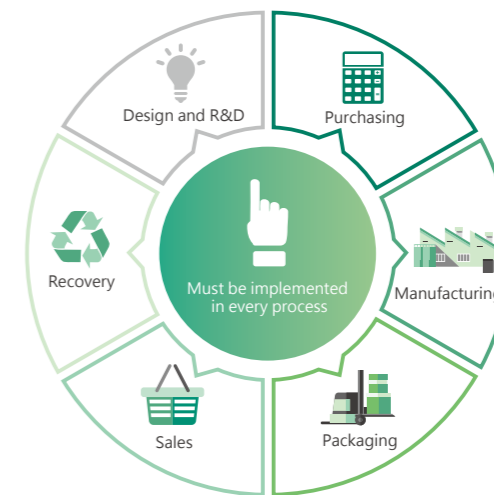 Design and R&D
Purchasing
Recovery
Must be implemented
in every process
Manufacturing
Sales
Packaging